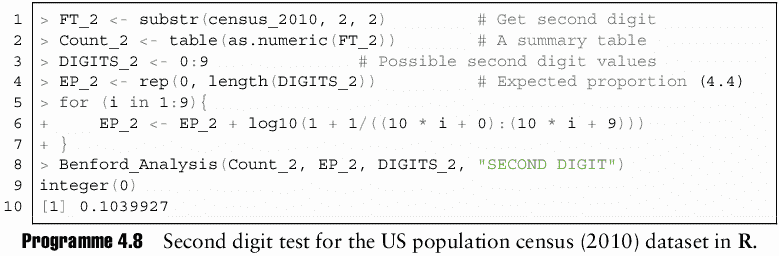 1 > FT_2 <- substr(census_2010, 2, 2) # Get second digit
2 > Count_2 <- table(as.numeric(FT_2)) # A summary table
3 > DIGITS_2 <- 0:9 # Possible second digit values
4 > EP_2 <- rep(0, length(DIGITS_2)) # Expected proportion (4.4)
5 > for (i in 1:9){
6 + EP_2 <- EP_2 + log10(1 + 1/((10 * i + 0):(10 * i + 9)))
7 + }
8 > Benford_Analysis(Count_2, EP_2, DIGITS_2, "SECOND DIGIT")
9 integer(0)
10 [1] 0.1039927
Programme 4.8 Second digit test for the US population census (2010) dataset in R.